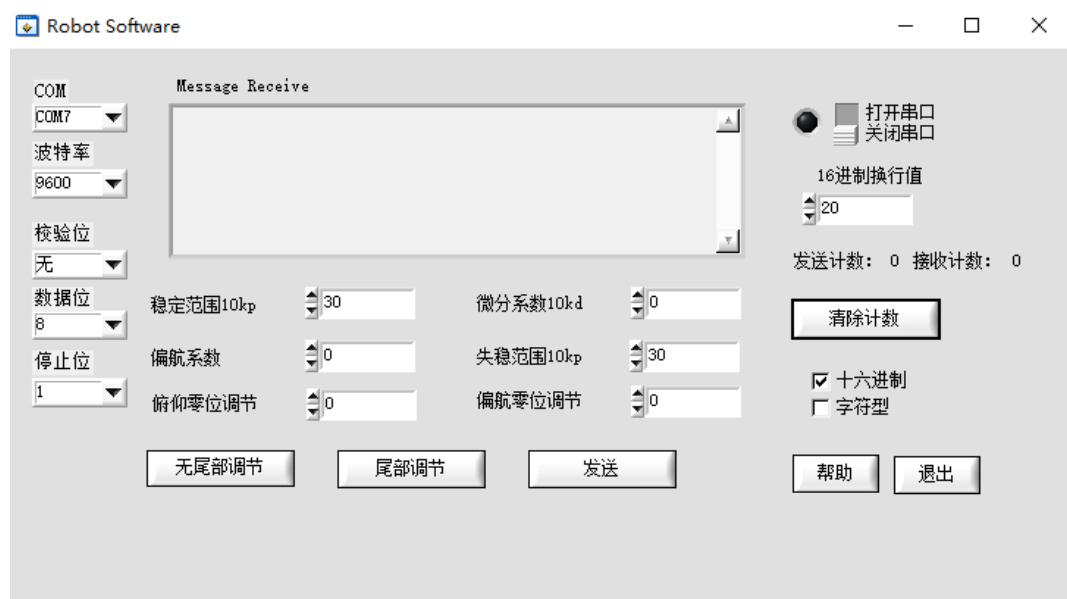 Robot Software
COM
COM7
波特率
9600
校验位
无
数据位
8
停止位
1
Message Receive
打开串口
关闭串口
16进制换行值
20
发送计数： 0 接收计数： 0
清除计数
稳定范围10kp 30
微分系数10kd 0
偏航系数 0
失稳范围10kp 30
俯仰零位调节 0
偏航零位调节 0
十六进制
字符型
无尾部调节
尾部调节
发送
帮助
退出